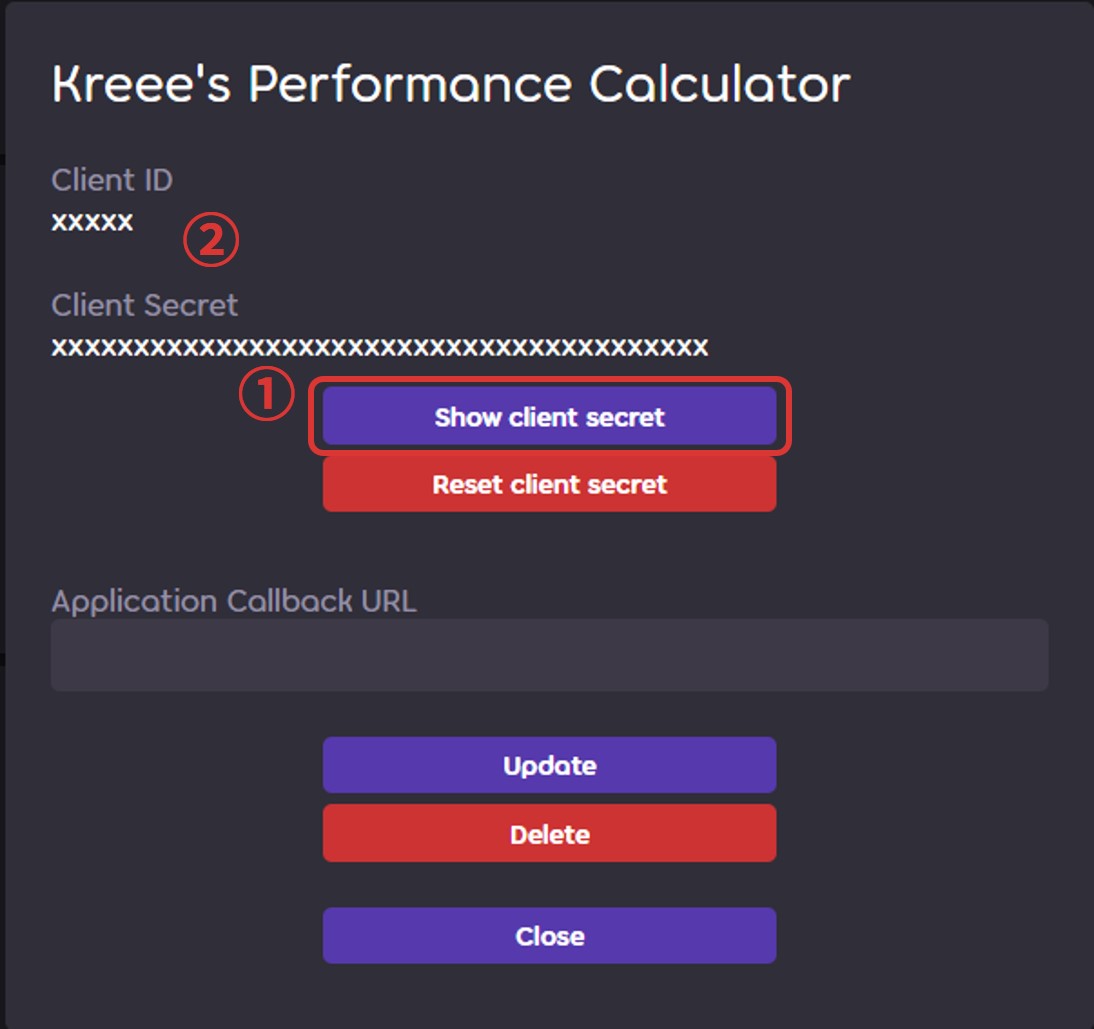 Kreee's Performance Calculator
Client ID
xxxxx
②
Client Secret
xxxxxxxxxxxxxxxxxxxxxxxxxxxxxxxxxxxxxxxx
①
Show client secret
Reset client secret
Application Callback URL
Update
Delete
Close